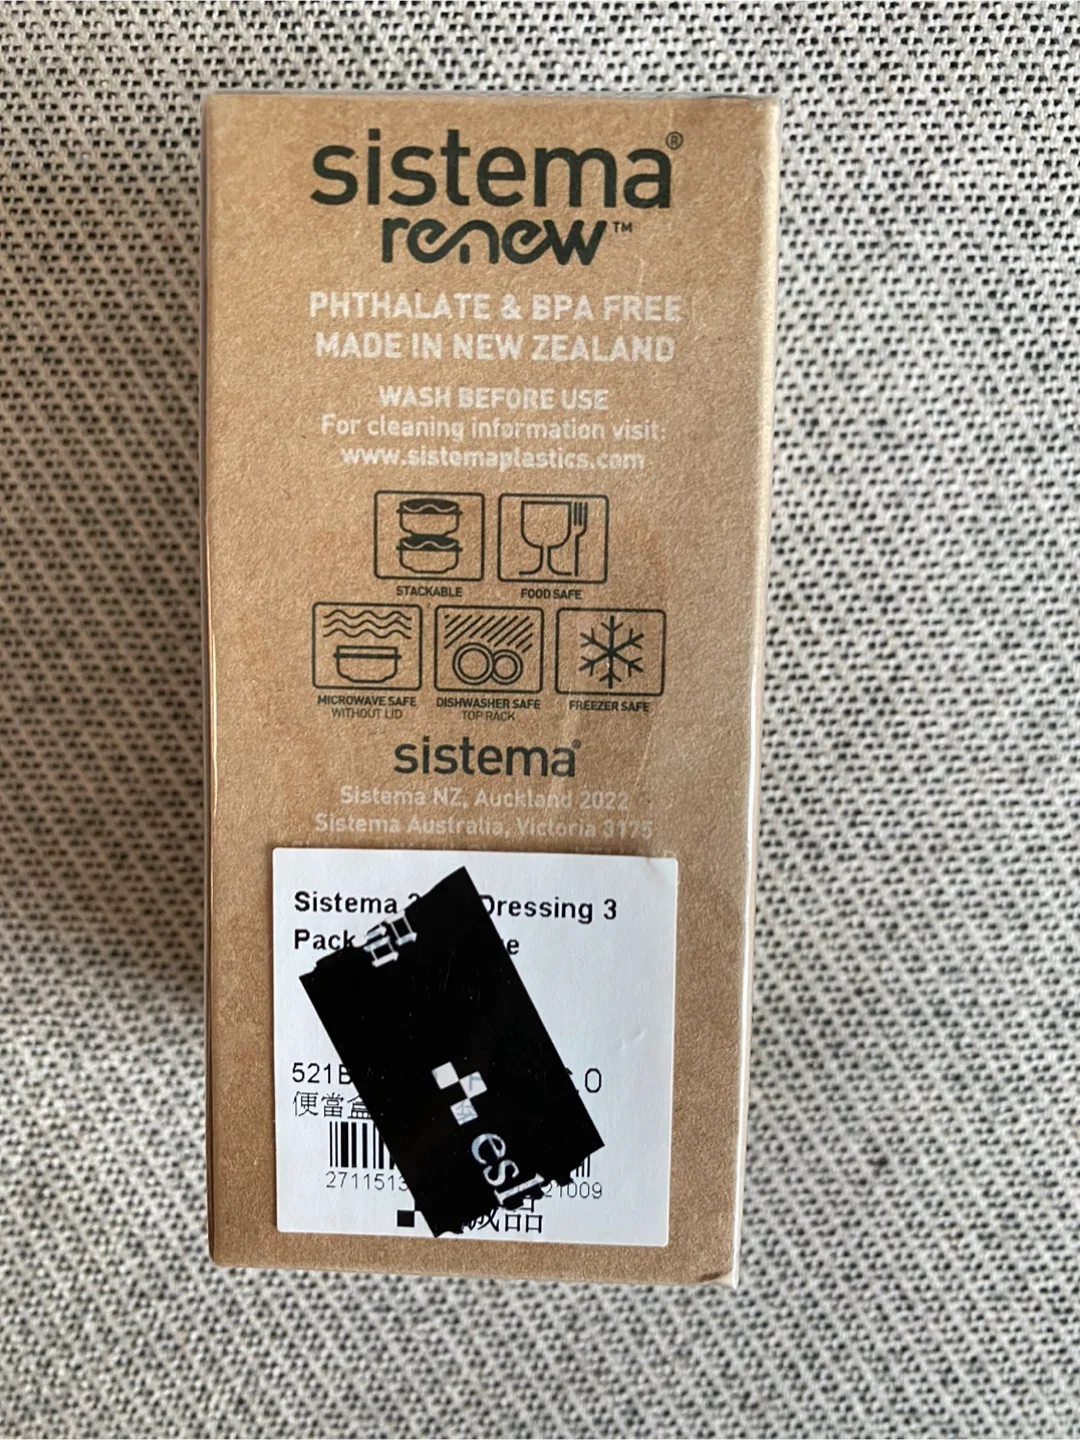 sistema®
renew™
PHTHALATE & BPA FREE
MADE IN NEW ZEALAND
WASH BEFORE USE
For cleaning information visit:
www.sistemaplastics.com
STACKABLE FOOD SAFE
MICROWAVE SAFE DISHWASHER SAFE FREEZER SAFE
WITHOUT LID TOP RACK
sistema®
Sistema NZ, Auckland 2022
Sistema Australia, Victoria 3175
Sistema Dressing 3
Pack
521B
便當盒
2711513 21009
esl
誠品